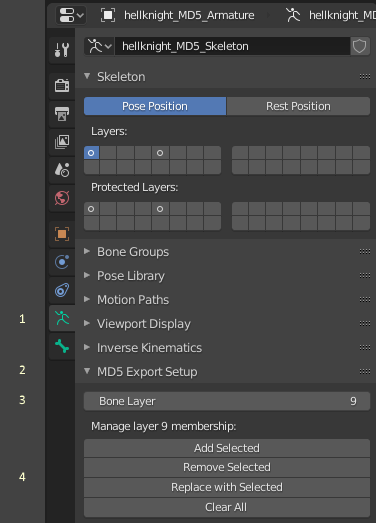 hellknight_MD5_Armature
hellknight_MD5_Skeleton
Skeleton
Pose Position Rest Position
Layers:
Protected Layers:
Bone Groups
Pose Library
Motion Paths
1 Viewport Display
Inverse Kinematics
2 MD5 Export Setup
3 Bone Layer 9
Manage layer 9 membership:
Add Selected
Remove Selected
4 Replace with Selected
Clear All